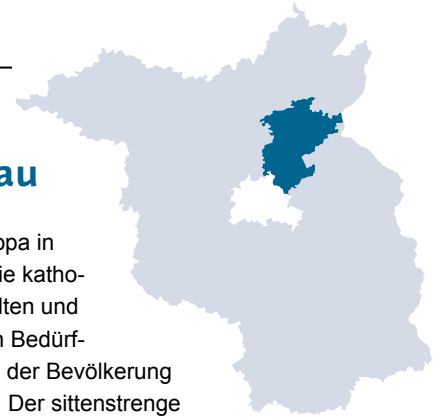 au
opa in
ie katho-
lten und
n Bedürf-
der Bevölkerung
Der sittenstrenge